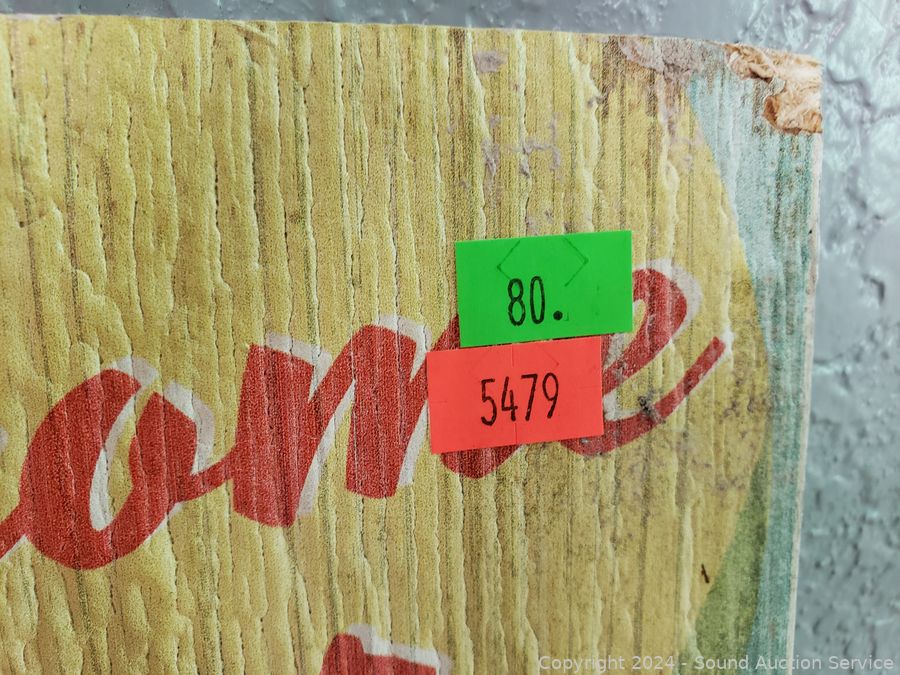 80.
5479
ome
Copyright 2024 - Sound Auction Service